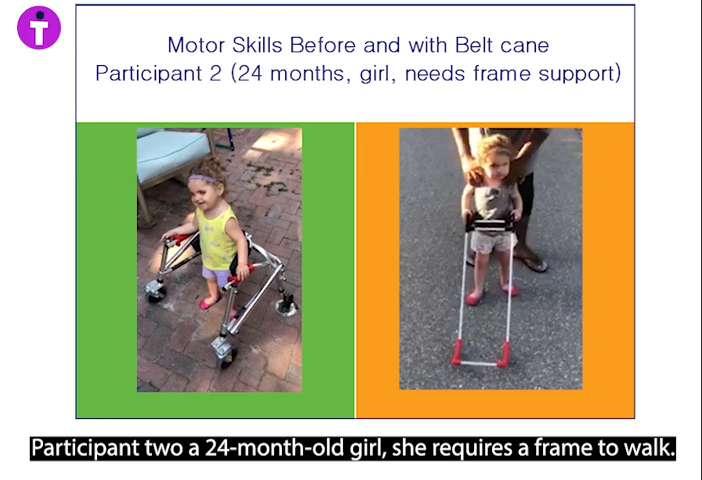 T
Motor Skills Before and with Belt cane
Participant 2 (24 months, girl, needs frame support)
Participant two a 24-month-old girl, she requires a frame to walk.